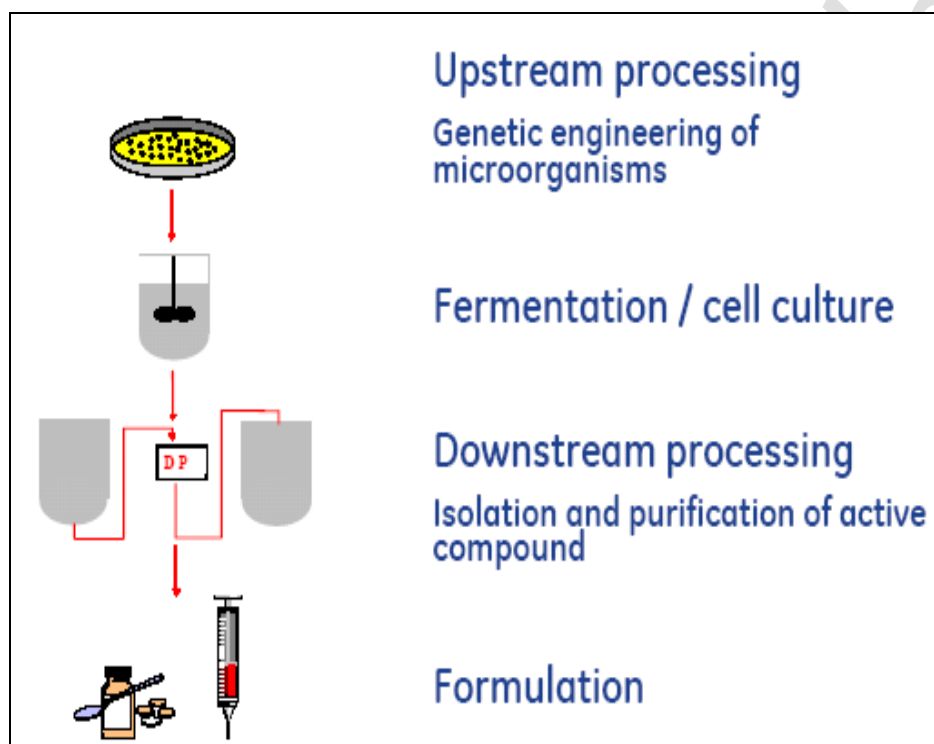 Upstream processing
Genetic engineering of
microorganisms
Fermentation / cell culture
Downstream processing
DP
Isolation and purification of active
compound
Formulation